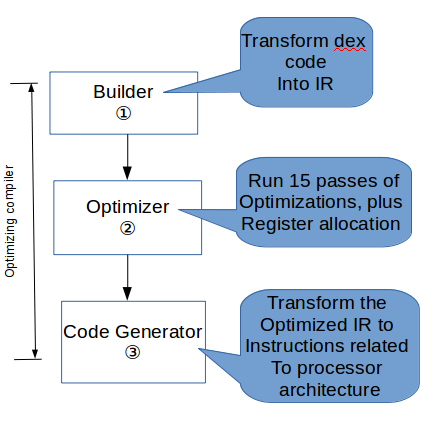 Transform dex
code
Into IR
Builder
①
Optimizing compiler
Run 15 passes of
Optimizations, plus
Register allocation
Optimizer
②
Transform the
Optimized IR to
Instructions related
To processor
architecture
Code Generator
③